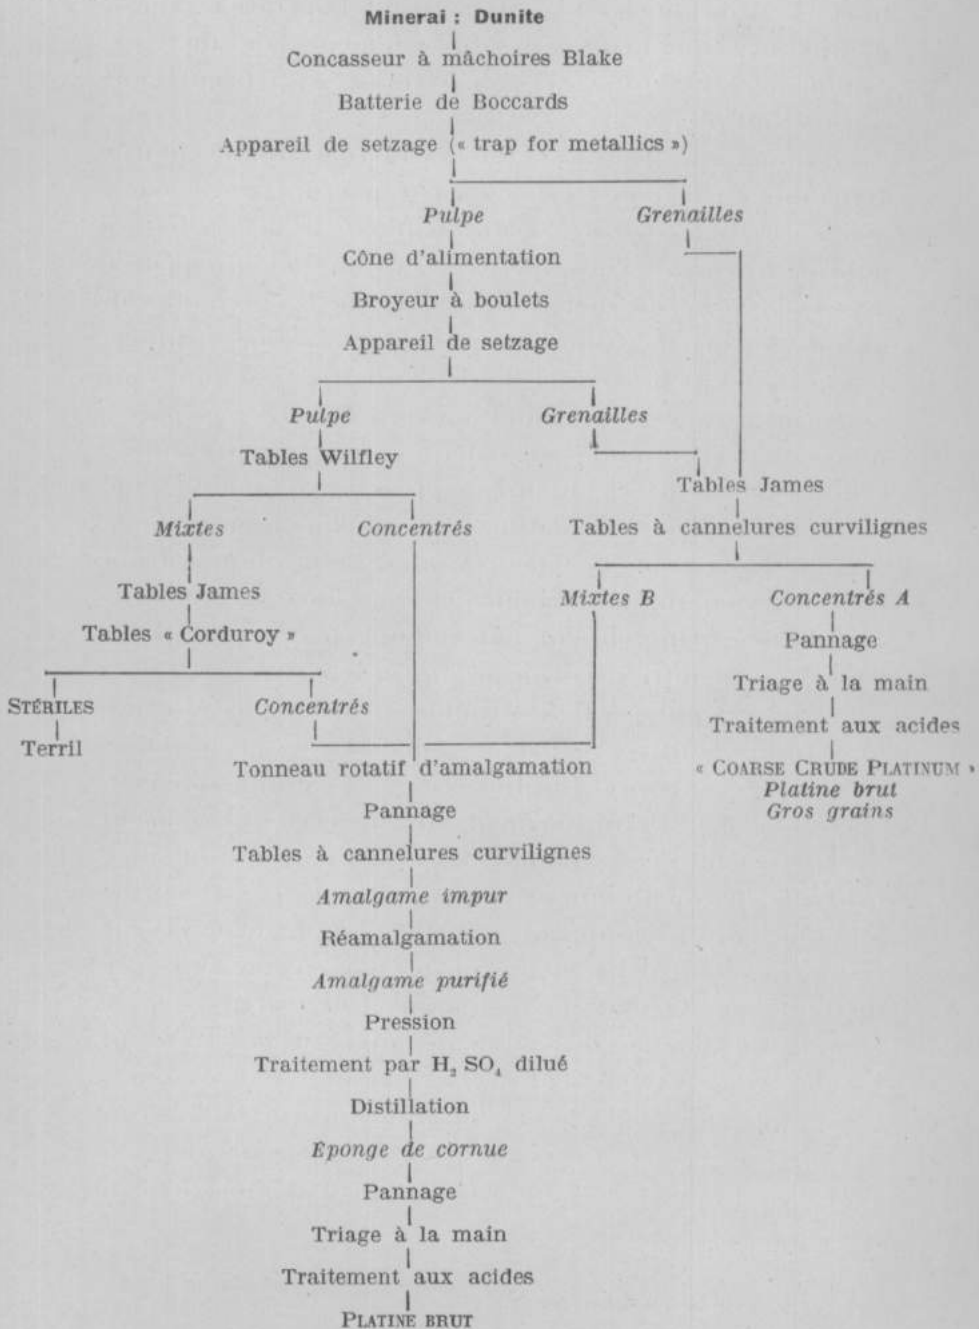 Minerai : Dunite
Concasseur à mâchoires Blake
Batterie de Boccards
Appareil de setzage (« trap for metallics »)
Pulpe Grenailles
Cône d'alimentation
Broyeur à boulets
Appareil de setzage
Pulpe Grenailles
Tables Wilfley
Tables James
Mixtes Concentrés Tables à cannelures curvilignes
Tables James Mixtes B Concentrés A
Tables « Corduroy » Pannage
Triage à la main
STÉRILES Concentrés Traitement aux acides
Terril
Tonneau rotatif d'amalgamation « COARSE CRUDE PLATINUM »
Platine brut
Gros grains
Pannage
Tables à cannelures curvilignes
Amalgame impur
Réamalgamation
Amalgame purifié
Pression
Traitement par H₂ SO₄ dilué
Distillation
Éponge de cornue
Pannage
Triage à la main
Traitement aux acides
PLATINE BRUT